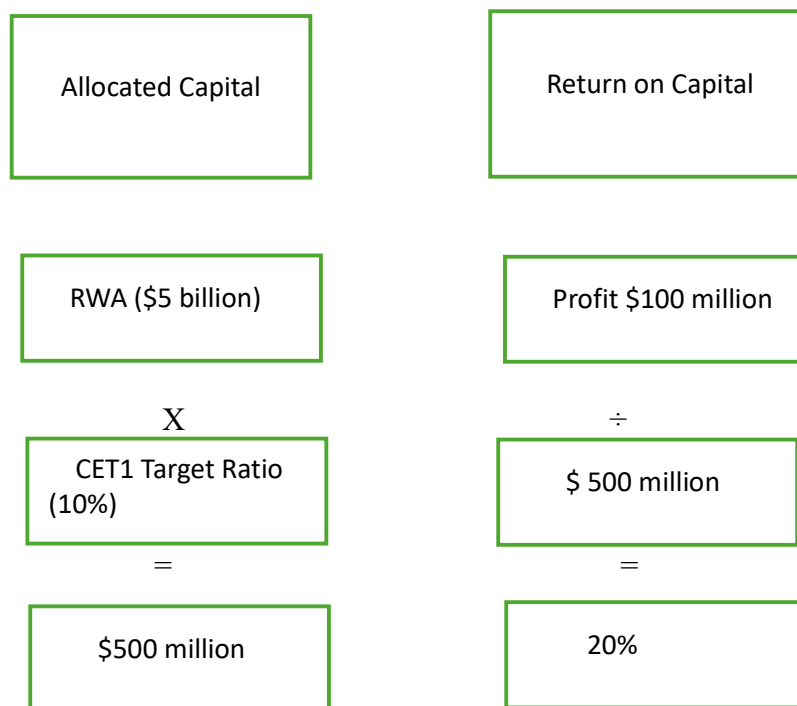 Allocated Capital
Return on Capital
RWA ($5 billion)
Profit $100 million
X
÷
CET1 Target Ratio
(10%)
$ 500 million
=
=
$500 million
20%